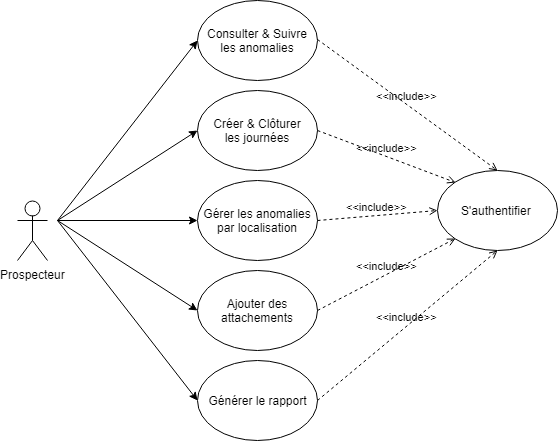 Consulter & Suivre
les anomalies
<<include>>
Créer & Clôturer
les journées
<<include>>
Gérer les anomalies
par localisation
<<include>>
S'authentifier
Prospecteur
<<include>>
Ajouter des
attachements
<<include>>
Générer le rapport